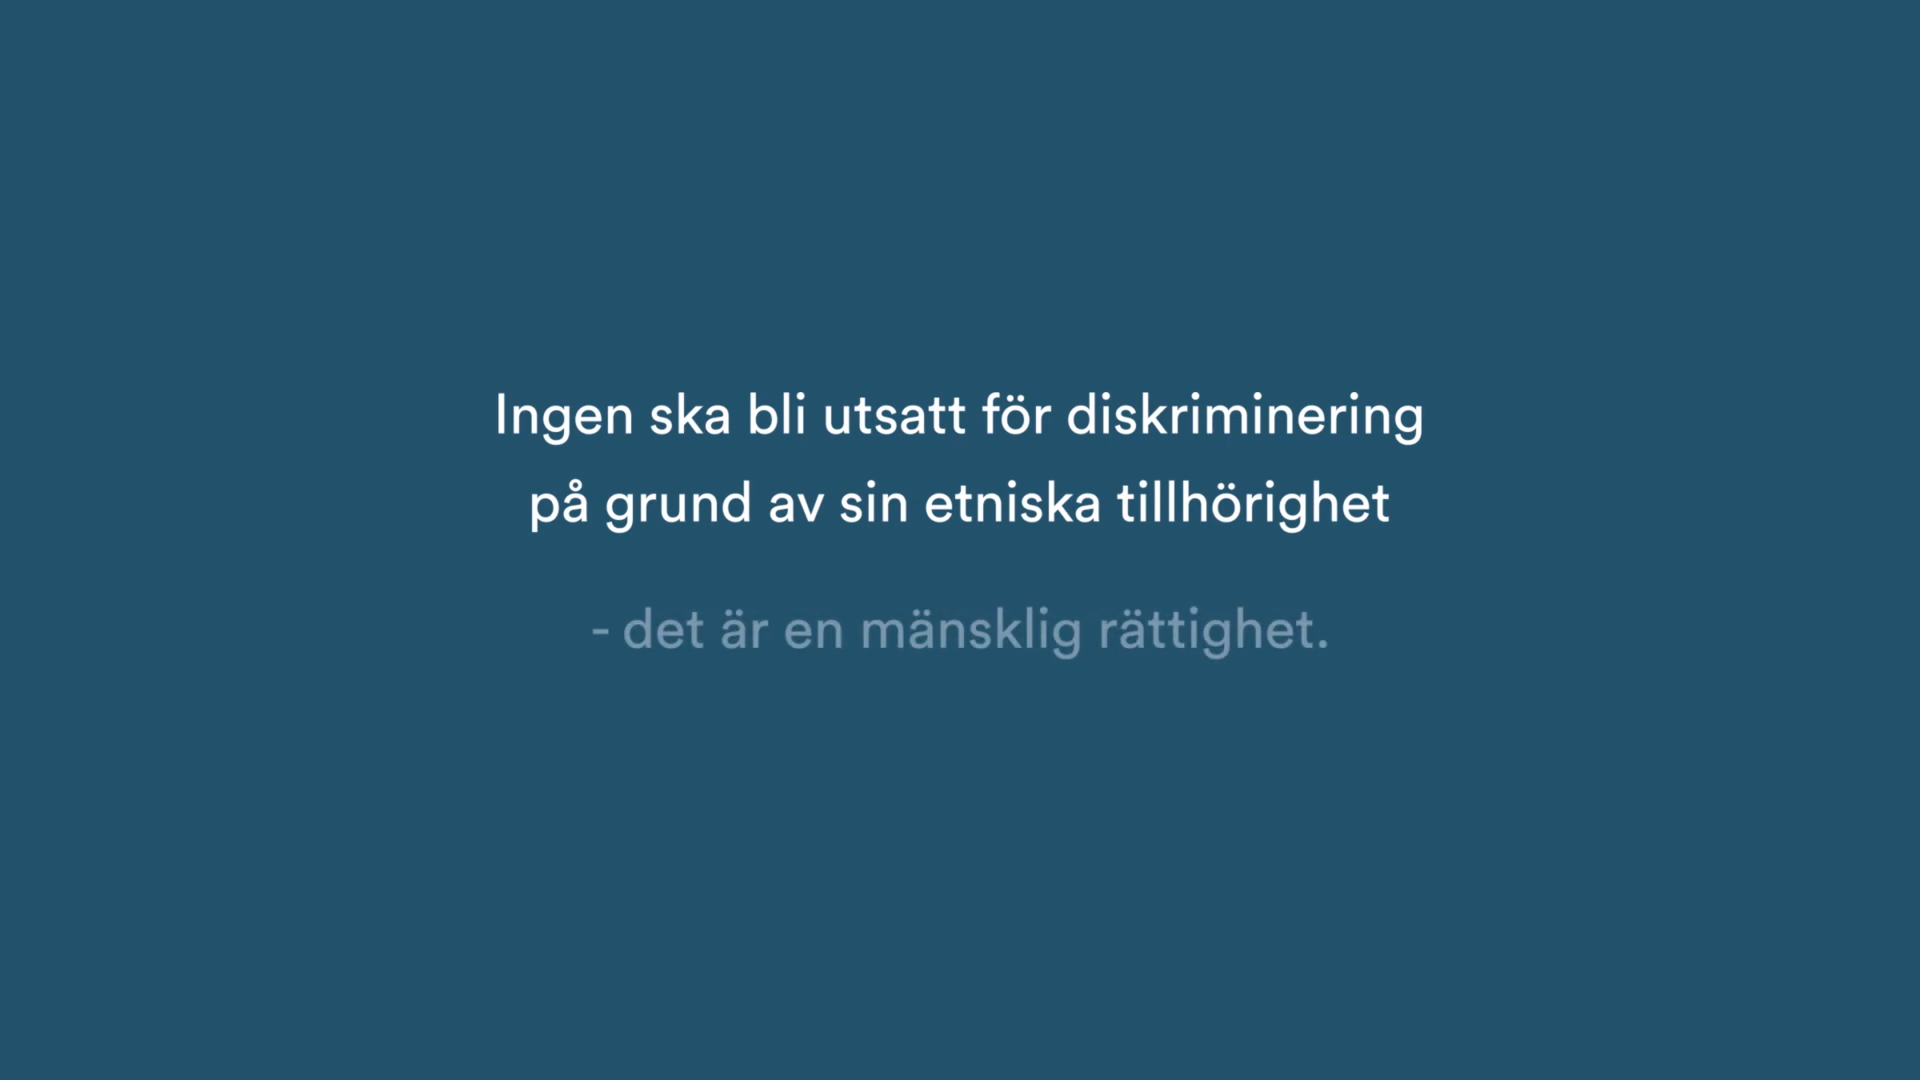 Ingen ska bli utsatt för diskriminering
på grund av sin etniska tillhörighet
- det är en mänsklig rättighet.